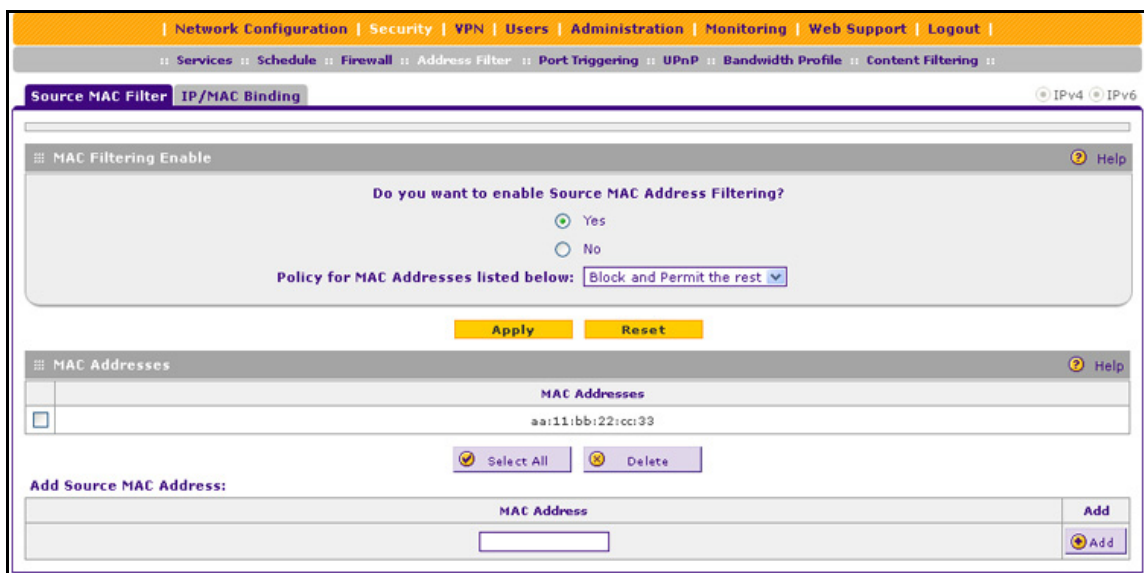 | Network Configuration | Security | VPN | Users | Administration | Monitoring | Web Support | Logout |
:: Services :: Schedule :: Firewall :: Address Filter :: Port Triggering :: UPnP :: Bandwidth Profile :: Content Filtering ::
Source MAC Filter IP/MAC Binding IPv4 IPv6
MAC Filtering Enable Help
Do you want to enable Source MAC Address Filtering?
Yes
No
Policy for MAC Addresses listed below: Block and Permit the rest
Apply Reset
MAC Addresses Help
MAC Addresses
aa:11:bb:22:cc:33
Select All Delete
Add Source MAC Address:
MAC Address Add
Add